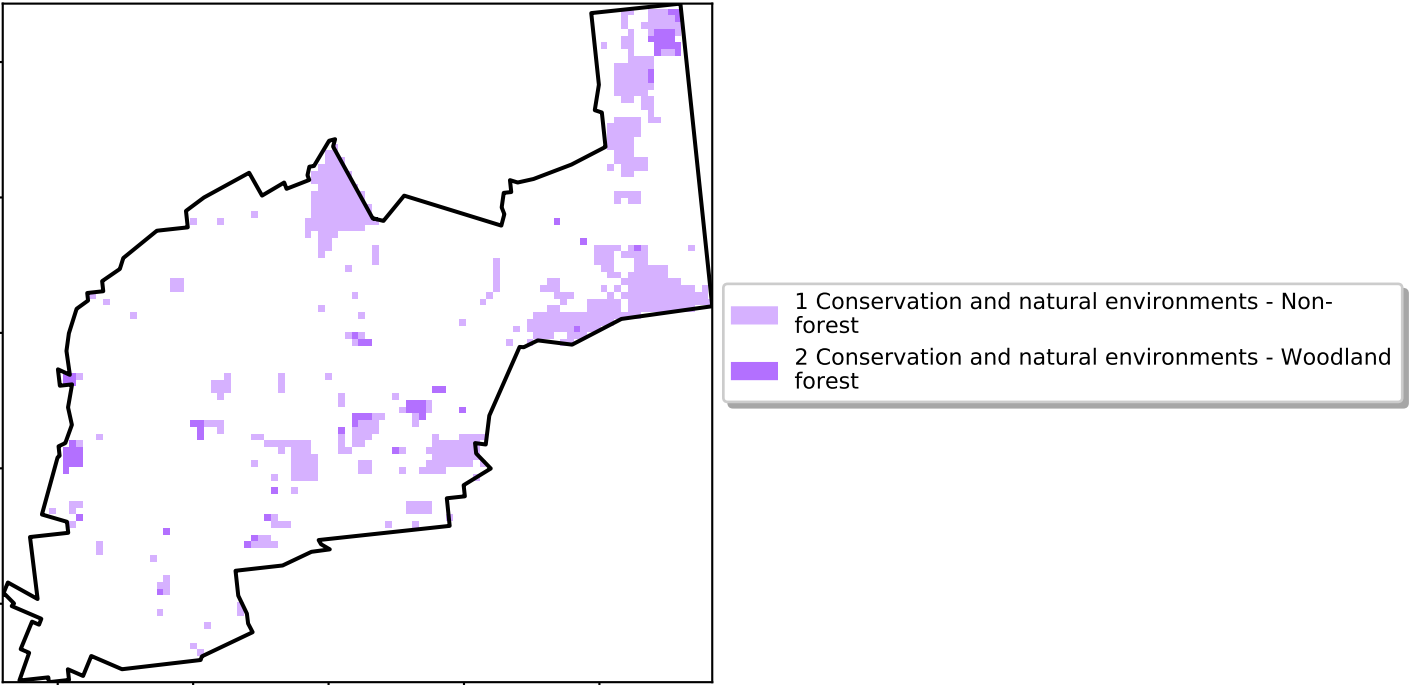 1 Conservation and natural environments - Non-
forest
2 Conservation and natural environments - Woodland
forest